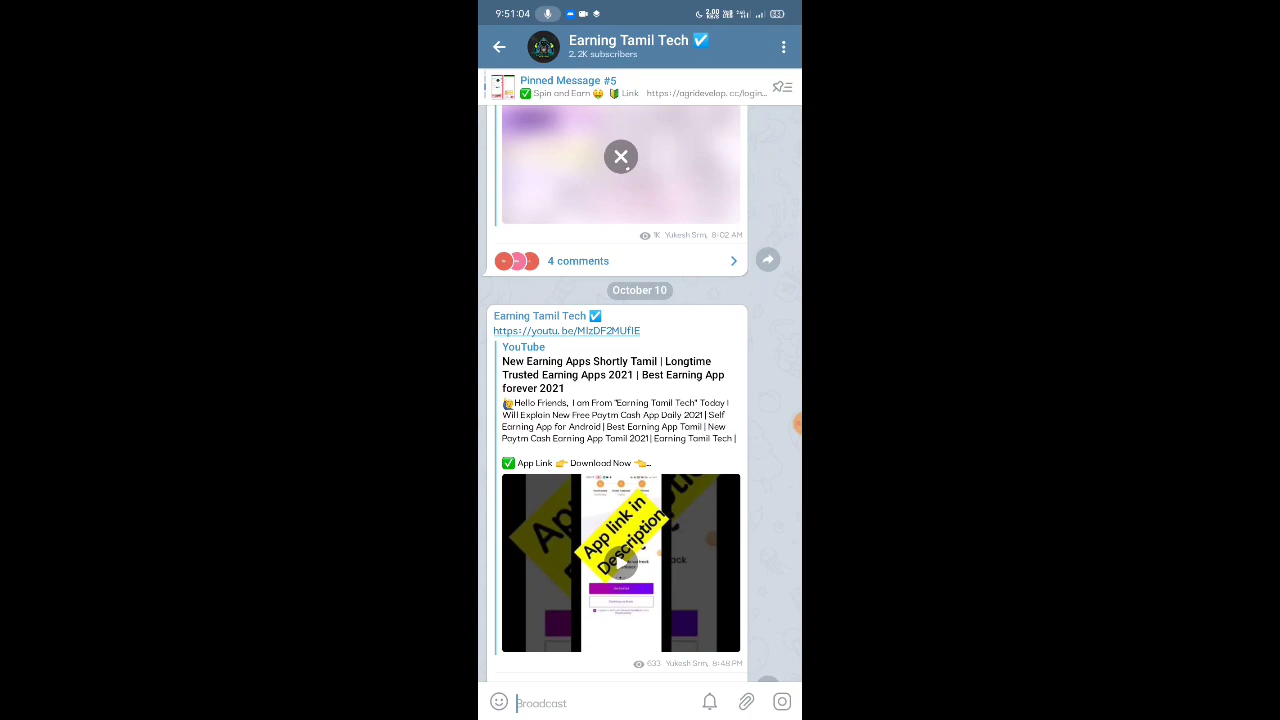 9:51:04
2.00 KB/S
Earning Tamil Tech ☑
2.2K subscribers
Pinned Message #5
✅ Spin and Earn 🤑 🔰 Link https://agridevelop.cc/login...
1K Yukesh Srm, 8:02 AM
4 comments
October 10
Earning Tamil Tech ☑
https://youtu.be/MIzDF2MUfIE
YouTube
New Earning Apps Shortly Tamil | Longtime
Trusted Earning Apps 2021 | Best Earning App
forever 2021
🙋Hello Friends, I am From "Earning Tamil Tech" Today I
Will Explain New Free Paytm Cash App Daily 2021 | Self
Earning App for Android | Best Earning App Tamil | New
Paytm Cash Earning App Tamil 2021 | Earning Tamil Tech |
✅ App Link 👉 Download Now 👈...
App link in
Description
633 Yukesh Srm, 8:48 PM
Broadcast